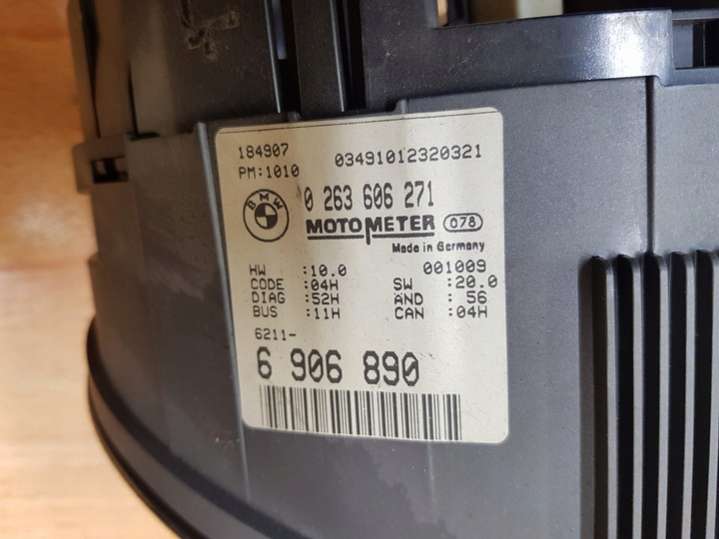 184907 03491012320321
PM:1010
BMW 0 263 606 271
MOTOMETER 078
Made in Germany
HW :10.0 001009
CODE :04H SW :20.0
DIAG :52H AND : 56
BUS :11H CAN :04H
6211-
6 906 890